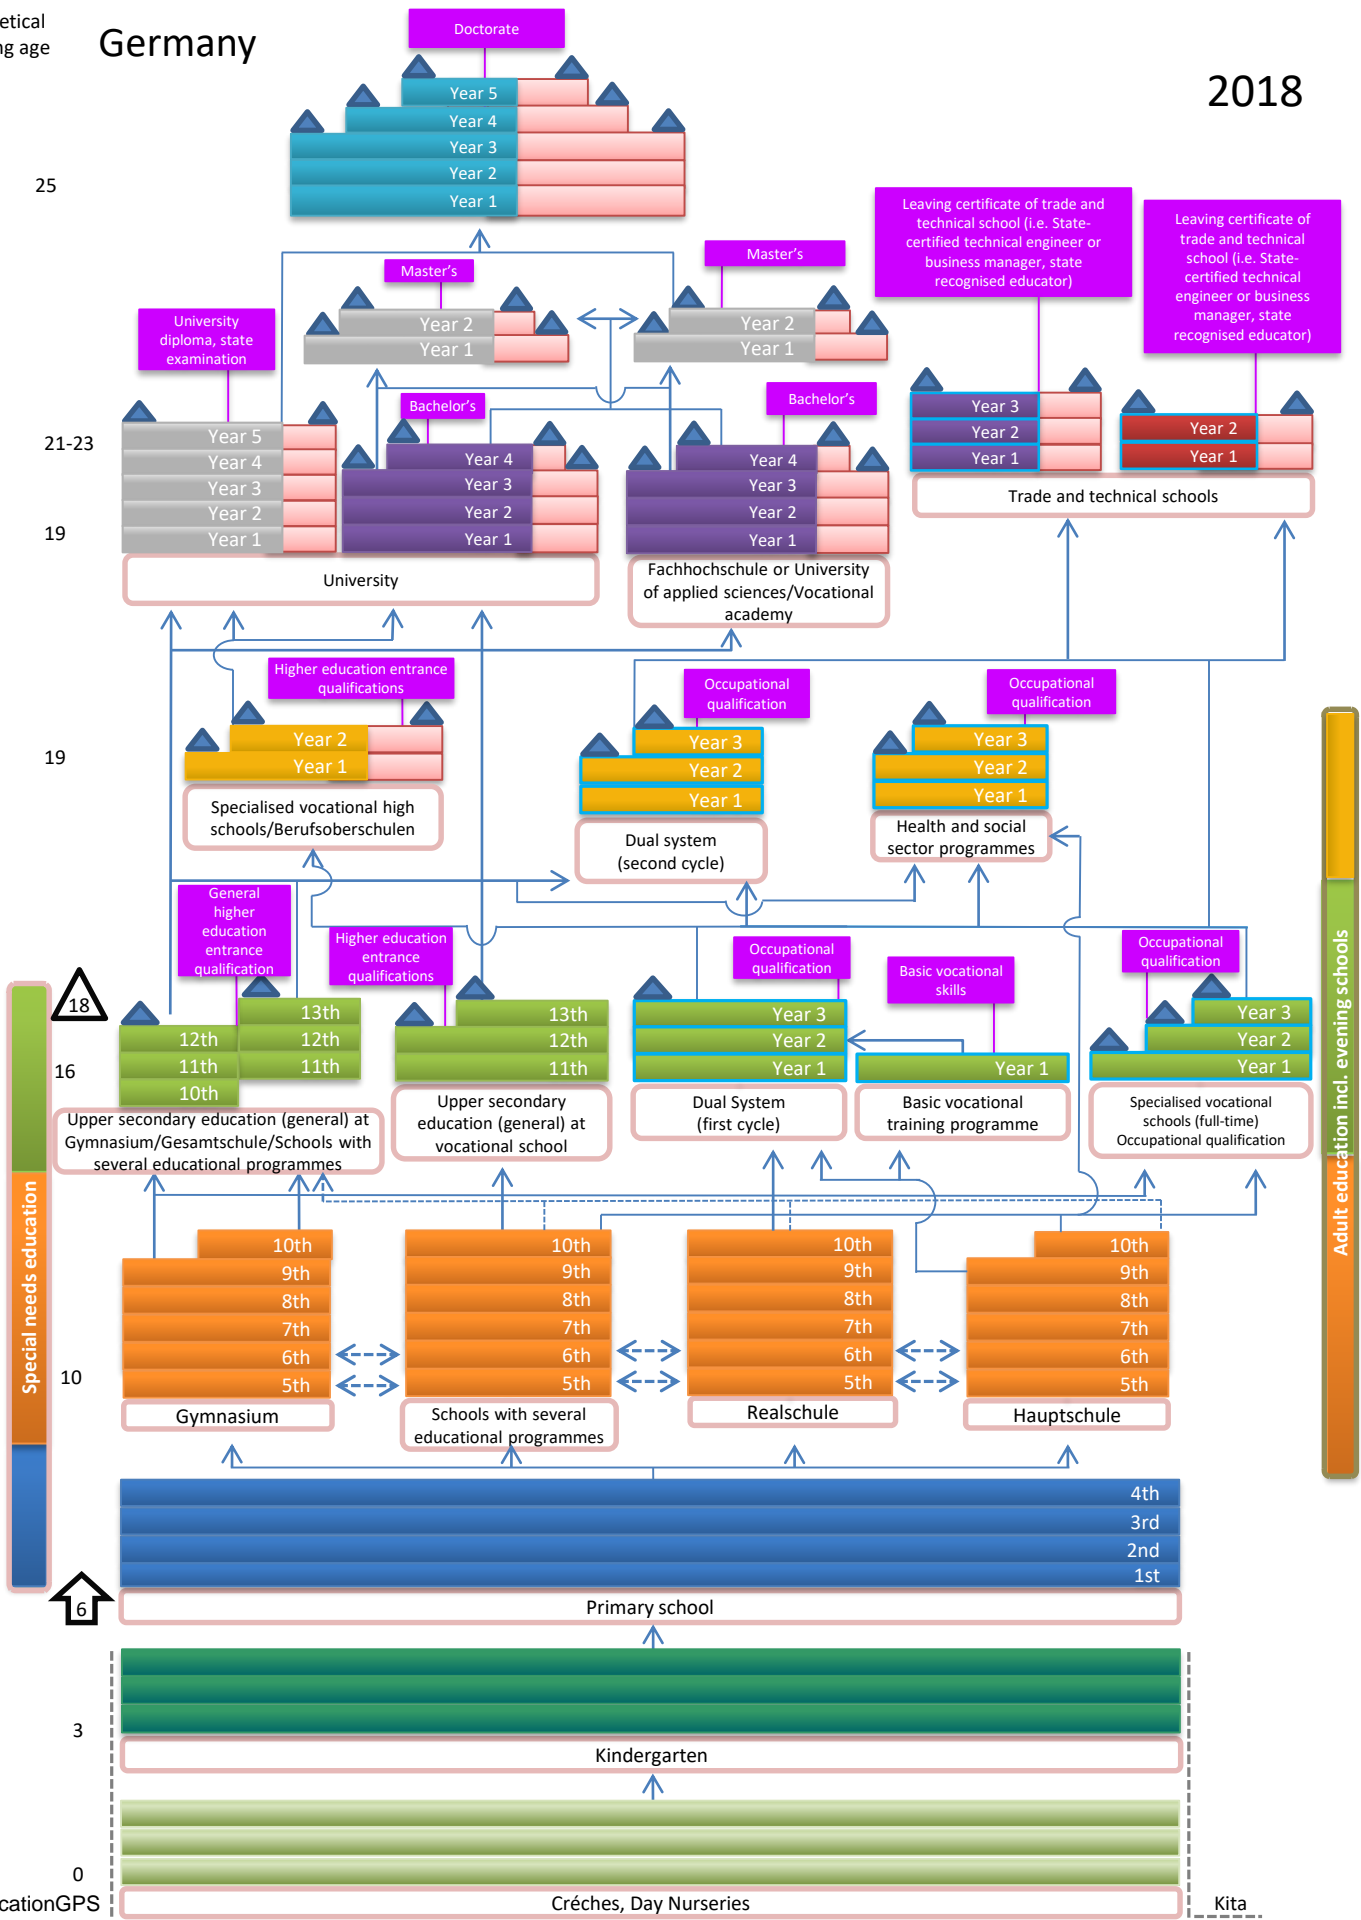 etical
ng age
Germany
2018
Doctorate
Year 5
Year 4
Year 3
Year 2
Year 1
25
Leaving certificate of trade and
technical school (i.e. State-
certified technical engineer or
business manager, state
recognised educator)
Leaving certificate of
trade and technical
school (i.e. State-
certified technical
engineer or business
manager, state
recognised educator)
Master's
Year 2
Year 1
Master's
Year 2
Year 1
University
diploma, state
examination
Bachelor's
Bachelor's
21-23
19
Year 5
Year 4
Year 3
Year 2
Year 1
Year 4
Year 3
Year 2
Year 1
Year 4
Year 3
Year 2
Year 1
Year 3
Year 2
Year 1
Year 2
Year 1
Trade and technical schools
University
Fachhochschule or University
of applied sciences/Vocational
academy
Higher education entrance
qualifications
Occupational
qualification
Occupational
qualification
19
Year 2
Year 1
Year 3
Year 2
Year 1
Year 3
Year 2
Year 1
Specialised vocational high
schools/Berufsoberschulen
Dual system
(second cycle)
Health and social
sector programmes
General
higher
education
entrance
qualification
Higher education
entrance
qualifications
Occupational
qualification
Basic vocational
skills
Occupational
qualification
18
16
12th
11th
10th
13th
12th
11th
13th
12th
11th
Year 3
Year 2
Year 1
Year 1
Year 3
Year 2
Year 1
Upper secondary education (general) at
Gymnasium/Gesamtschule/Schools with
several educational programmes
Upper secondary
education (general) at
vocational school
Dual System
(first cycle)
Basic vocational
training programme
Specialised vocational
schools (full-time)
Occupational qualification
Special needs education
Adult education incl. evening schools
10
10th
9th
8th
7th
6th
5th
10th
9th
8th
7th
6th
5th
10th
9th
8th
7th
6th
5th
10th
9th
8th
7th
6th
5th
Gymnasium
Schools with several
educational programmes
Realschule
Hauptschule
4th
3rd
2nd
1st
6
Primary school
3
Kindergarten
0
cationGPS
Créches, Day Nurseries
Kita